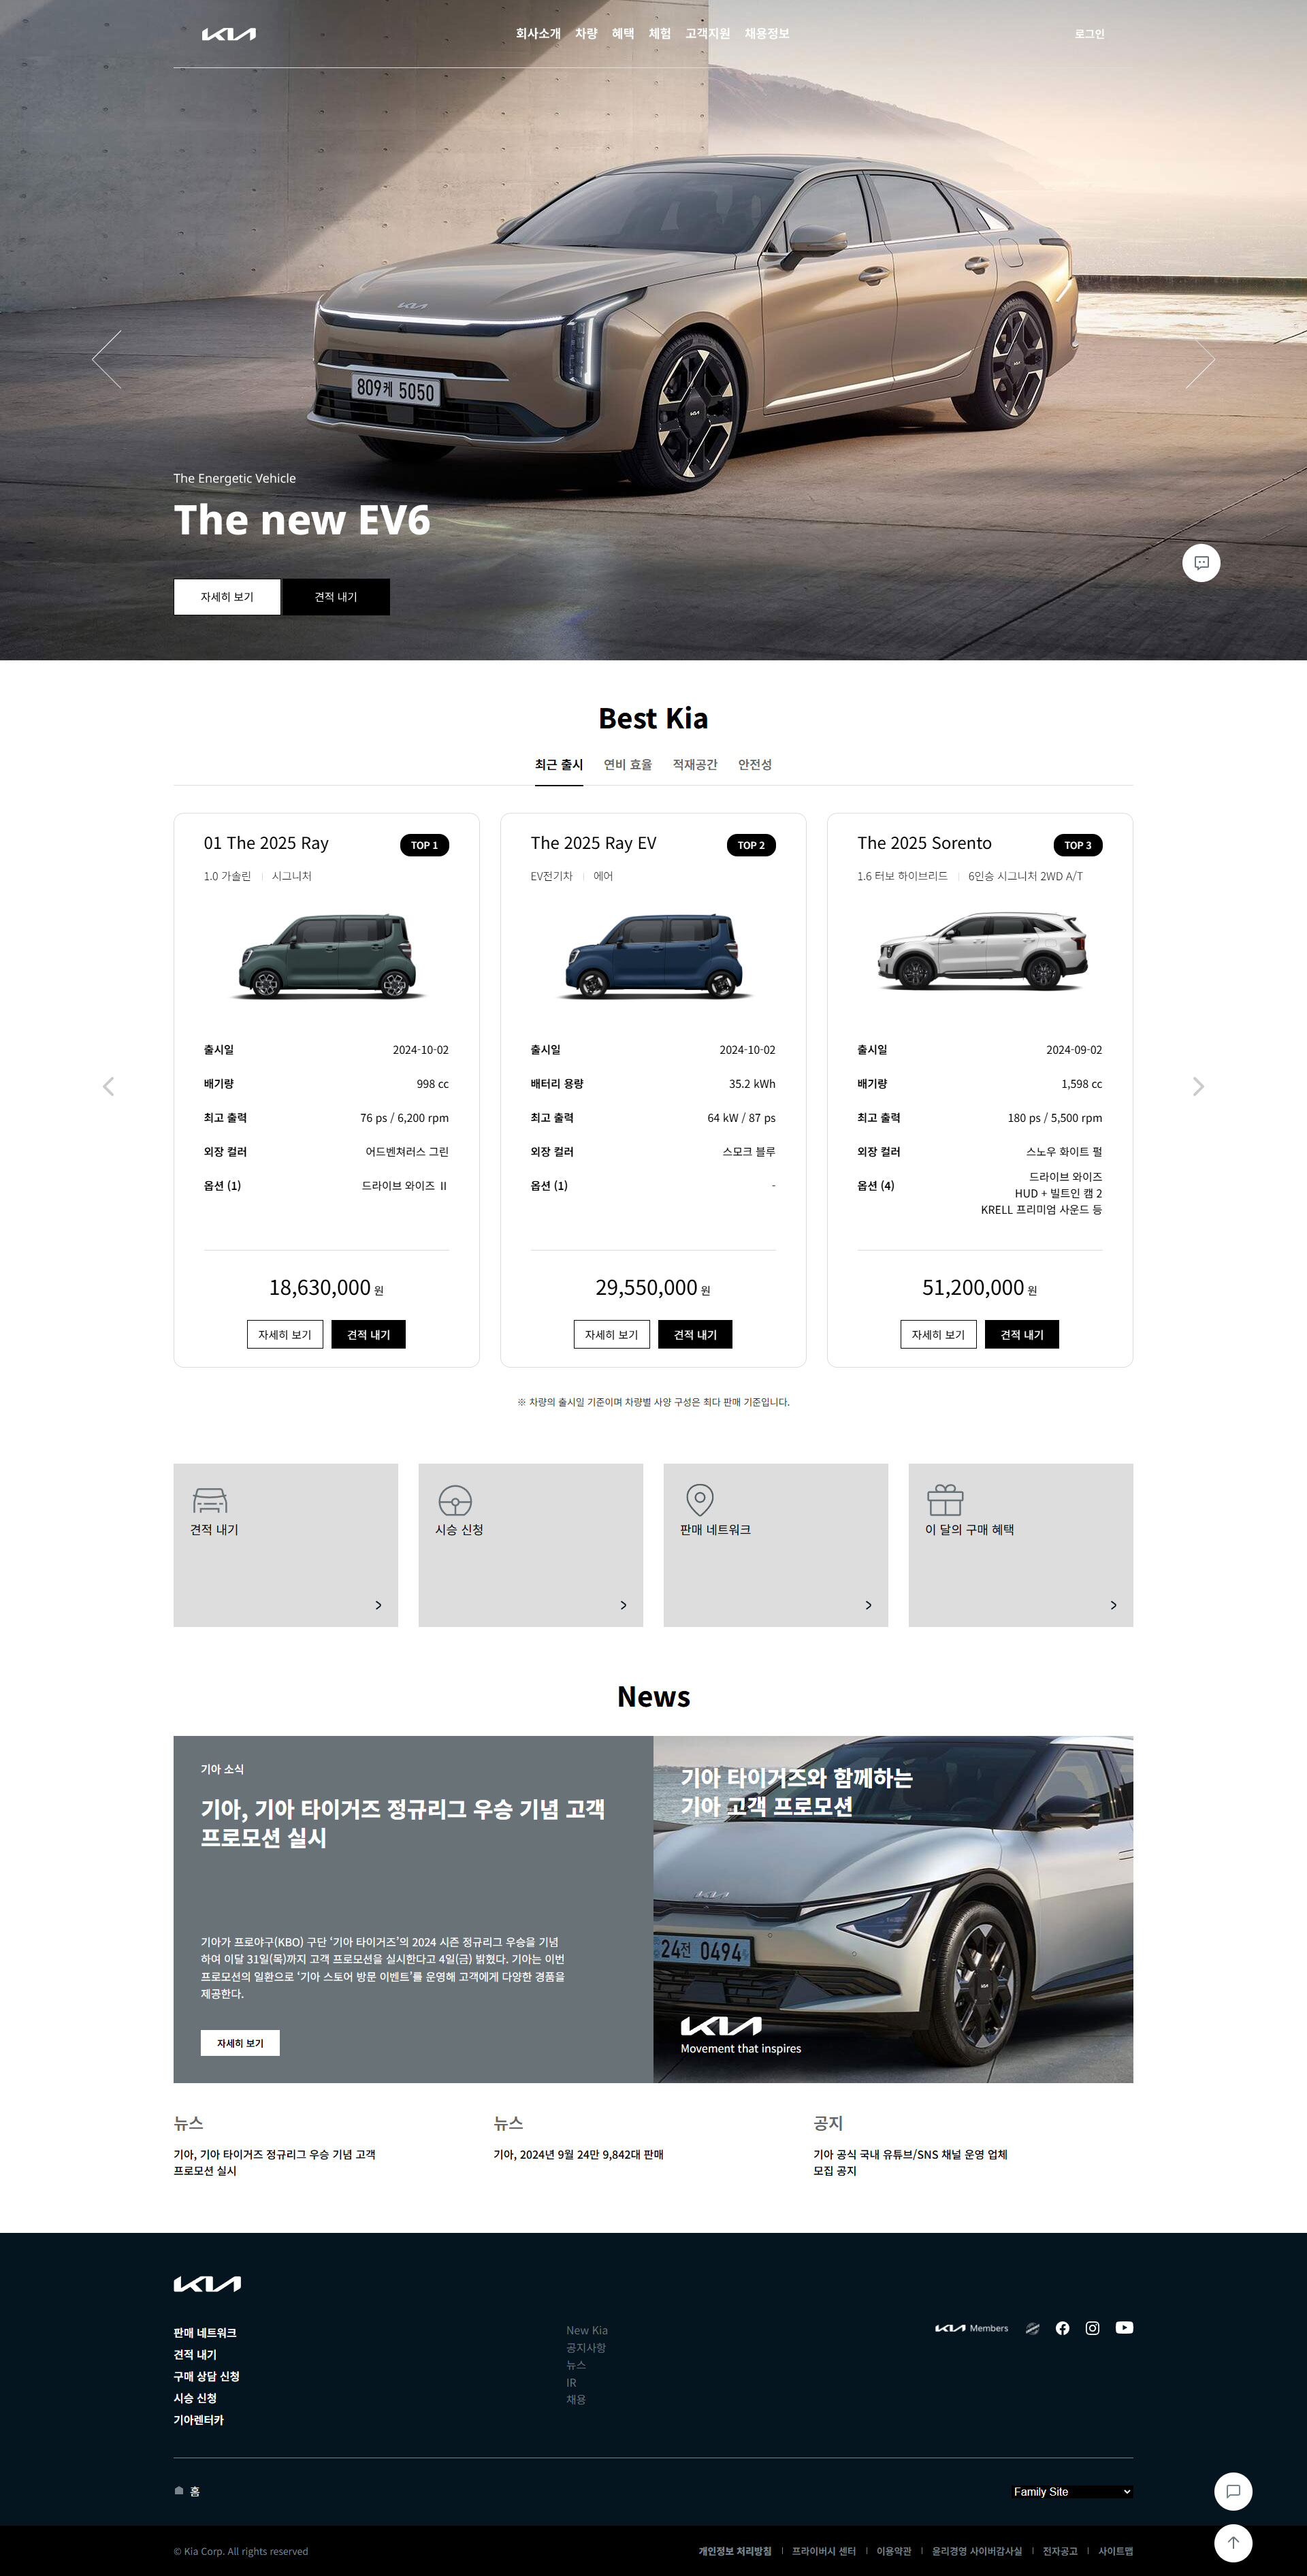 KIA
회사소개 차량 혜택 체험 고객지원 채용정보
로그인
KIA
809케 5050
The Energetic Vehicle
The new EV6
자세히 보기 견적 내기
Best Kia
최근 출시 연비 효율 적재공간 안전성
01 The 2025 Ray
TOP 1
1.0 가솔린 | 시그니처
출시일 2024-10-02
배기량 998 cc
최고 출력 76 ps / 6,200 rpm
외장 컬러 어드벤쳐러스 그린
옵션 (1) 드라이브 와이즈 Ⅱ
18,630,000 원
자세히 보기 견적 내기
The 2025 Ray EV
TOP 2
EV전기차 | 에어
출시일 2024-10-02
배터리 용량 35.2 kWh
최고 출력 64 kW / 87 ps
외장 컬러 스모크 블루
옵션 (1) -
29,550,000 원
자세히 보기 견적 내기
The 2025 Sorento
TOP 3
1.6 터보 하이브리드 | 6인승 시그니처 2WD A/T
출시일 2024-09-02
배기량 1,598 cc
최고 출력 180 ps / 5,500 rpm
외장 컬러 스노우 화이트 펄
옵션 (4) 드라이브 와이즈
HUD + 빌트인 캠 2
KRELL 프리미엄 사운드 등
51,200,000 원
자세히 보기 견적 내기
※ 차량의 출시일 기준이며 차량별 사양 구성은 최다 판매 기준입니다.
견적 내기
시승 신청
판매 네트워크
이 달의 구매 혜택
News
기아 소식
기아, 기아 타이거즈 정규리그 우승 기념 고객
프로모션 실시
기아가 프로야구(KBO) 구단 ‘기아 타이거즈’의 2024 시즌 정규리그 우승을 기념
하여 이달 31일(목)까지 고객 프로모션을 실시한다고 4일(금) 밝혔다. 기아는 이번
프로모션의 일환으로 ‘기아 스토어 방문 이벤트’를 운영해 고객에게 다양한 경품을
제공한다.
자세히 보기
기아 타이거즈와 함께하는
기아 고객 프로모션
KIA
24전 0494
KIA
Movement that inspires
뉴스
기아, 기아 타이거즈 정규리그 우승 기념 고객
프로모션 실시
뉴스
기아, 2024년 9월 24만 9,842대 판매
공지
기아 공식 국내 유튜브/SNS 채널 운영 업체
모집 공지
KIA
판매 네트워크
견적 내기
구매 상담 신청
시승 신청
기아렌터카
New Kia
공지사항
뉴스
IR
채용
KIA Members
홈
Family Site
© Kia Corp. All rights reserved
개인정보 처리방침 | 프라이버시 센터 | 이용약관 | 윤리경영 사이버감사실 | 전자공고 | 사이트맵